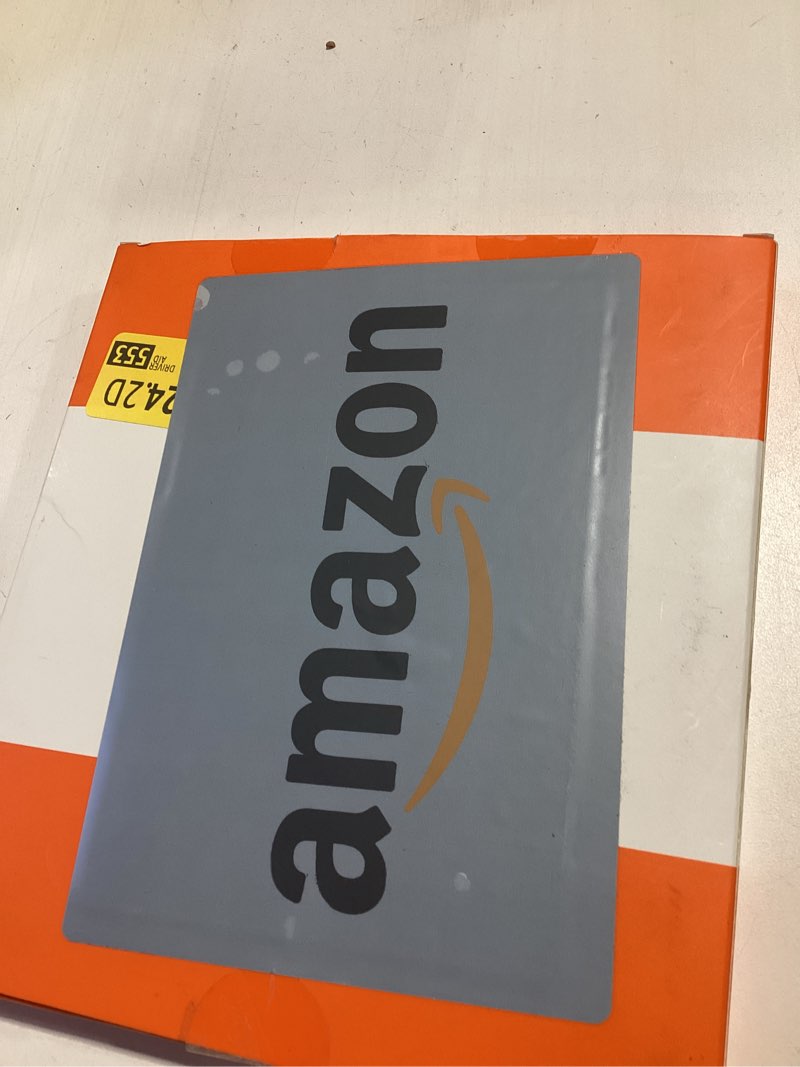 amazon
24.2D
DRIVER
AID
553